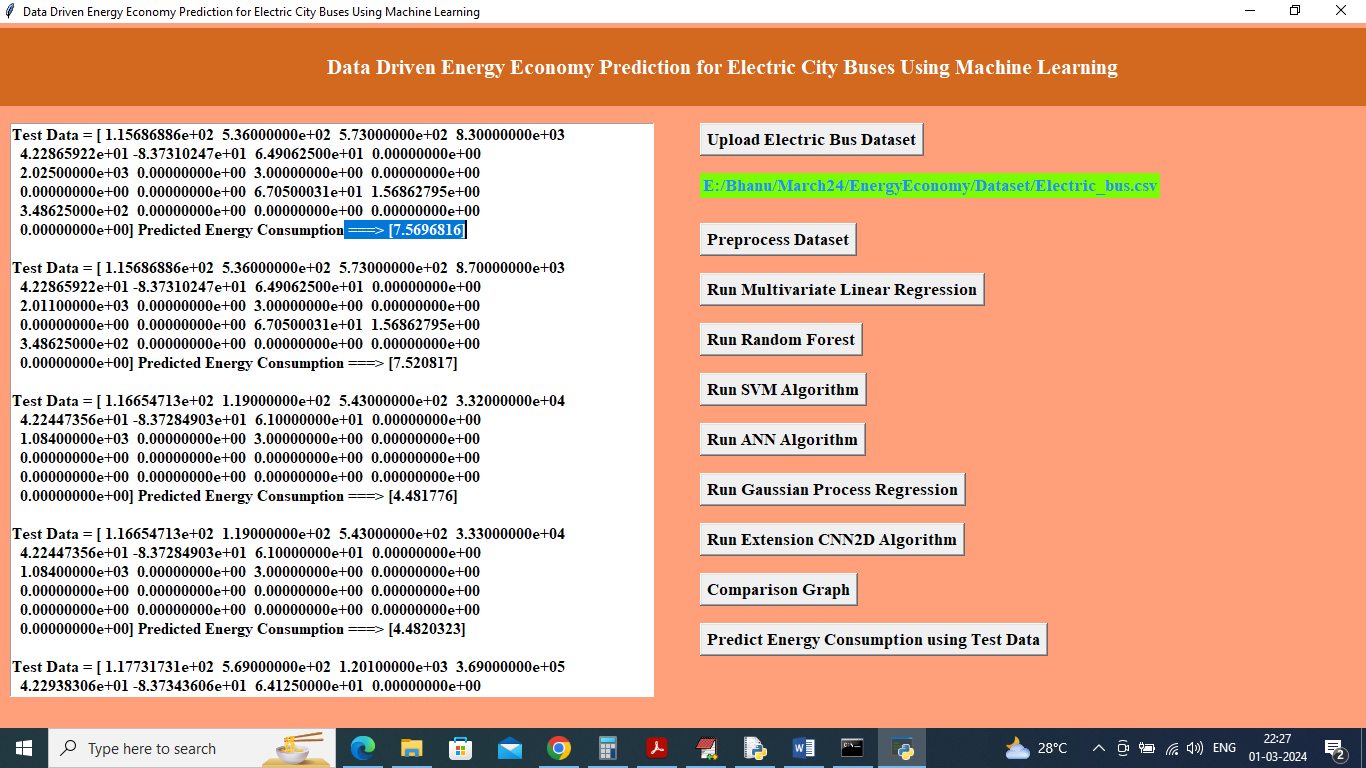 Data Driven Energy Economy Prediction for Electric City Buses Using Machine Learning
Data Driven Energy Economy Prediction for Electric City Buses Using Machine Learning
Test Data = [ 1.15686886e+02 5.36000000e+02 5.73000000e+02 8.30000000e+03
4.22865922e+01 -8.37310247e+01 6.49062500e+01 0.00000000e+00
2.02500000e+03 0.00000000e+00 3.00000000e+00 0.00000000e+00
0.00000000e+00 0.00000000e+00 6.70500031e+01 1.56862795e+00
3.48625000e+02 0.00000000e+00 0.00000000e+00 0.00000000e+00
0.00000000e+00] Predicted Energy Consumption ===> [7.5696816]
Test Data = [ 1.15686886e+02 5.36000000e+02 5.73000000e+02 8.70000000e+03
4.22865922e+01 -8.37310247e+01 6.49062500e+01 0.00000000e+00
2.01100000e+03 0.00000000e+00 3.00000000e+00 0.00000000e+00
0.00000000e+00 0.00000000e+00 6.70500031e+01 1.56862795e+00
3.48625000e+02 0.00000000e+00 0.00000000e+00 0.00000000e+00
0.00000000e+00] Predicted Energy Consumption ===> [7.520817]
Test Data = [ 1.16654713e+02 1.19000000e+02 5.43000000e+02 3.32000000e+04
4.22447356e+01 -8.37284903e+01 6.10000000e+01 0.00000000e+00
1.08400000e+03 0.00000000e+00 3.00000000e+00 0.00000000e+00
0.00000000e+00 0.00000000e+00 0.00000000e+00 0.00000000e+00
0.00000000e+00 0.00000000e+00 0.00000000e+00 0.00000000e+00
0.00000000e+00] Predicted Energy Consumption ===> [4.481776]
Test Data = [ 1.16654713e+02 1.19000000e+02 5.43000000e+02 3.33000000e+04
4.22447356e+01 -8.37284903e+01 6.10000000e+01 0.00000000e+00
1.08400000e+03 0.00000000e+00 3.00000000e+00 0.00000000e+00
0.00000000e+00 0.00000000e+00 0.00000000e+00 0.00000000e+00
0.00000000e+00 0.00000000e+00 0.00000000e+00 0.00000000e+00
0.00000000e+00] Predicted Energy Consumption ===> [4.4820323]
Test Data = [ 1.17731731e+02 5.69000000e+02 1.20100000e+03 3.69000000e+05
4.22938306e+01 -8.37343606e+01 6.41250000e+01 0.00000000e+00
Upload Electric Bus Dataset
E:/Bhanu/March24/EnergyEconomy/Dataset/Electric_bus.csv
Preprocess Dataset
Run Multivariate Linear Regression
Run Random Forest
Run SVM Algorithm
Run ANN Algorithm
Run Gaussian Process Regression
Run Extension CNN2D Algorithm
Comparison Graph
Predict Energy Consumption using Test Data
Type here to search
28°C
ENG
22:27
01-03-2024
2